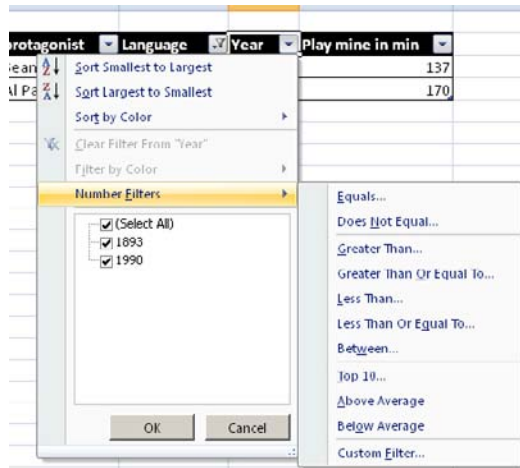 protagonist Language Year Play mine in min
Sean 137
Al Pa 170
Sort Smallest to Largest
Sort Largest to Smallest
Sort by Color
Clear Filter From "Year"
Filter by Color
Number Filters
(Select All)
1893
1990
OK Cancel
Equals...
Does Not Equal...
Greater Than...
Greater Than Or Equal To...
Less Than...
Less Than Or Equal To...
Between...
Top 10...
Above Average
Below Average
Custom Filter...